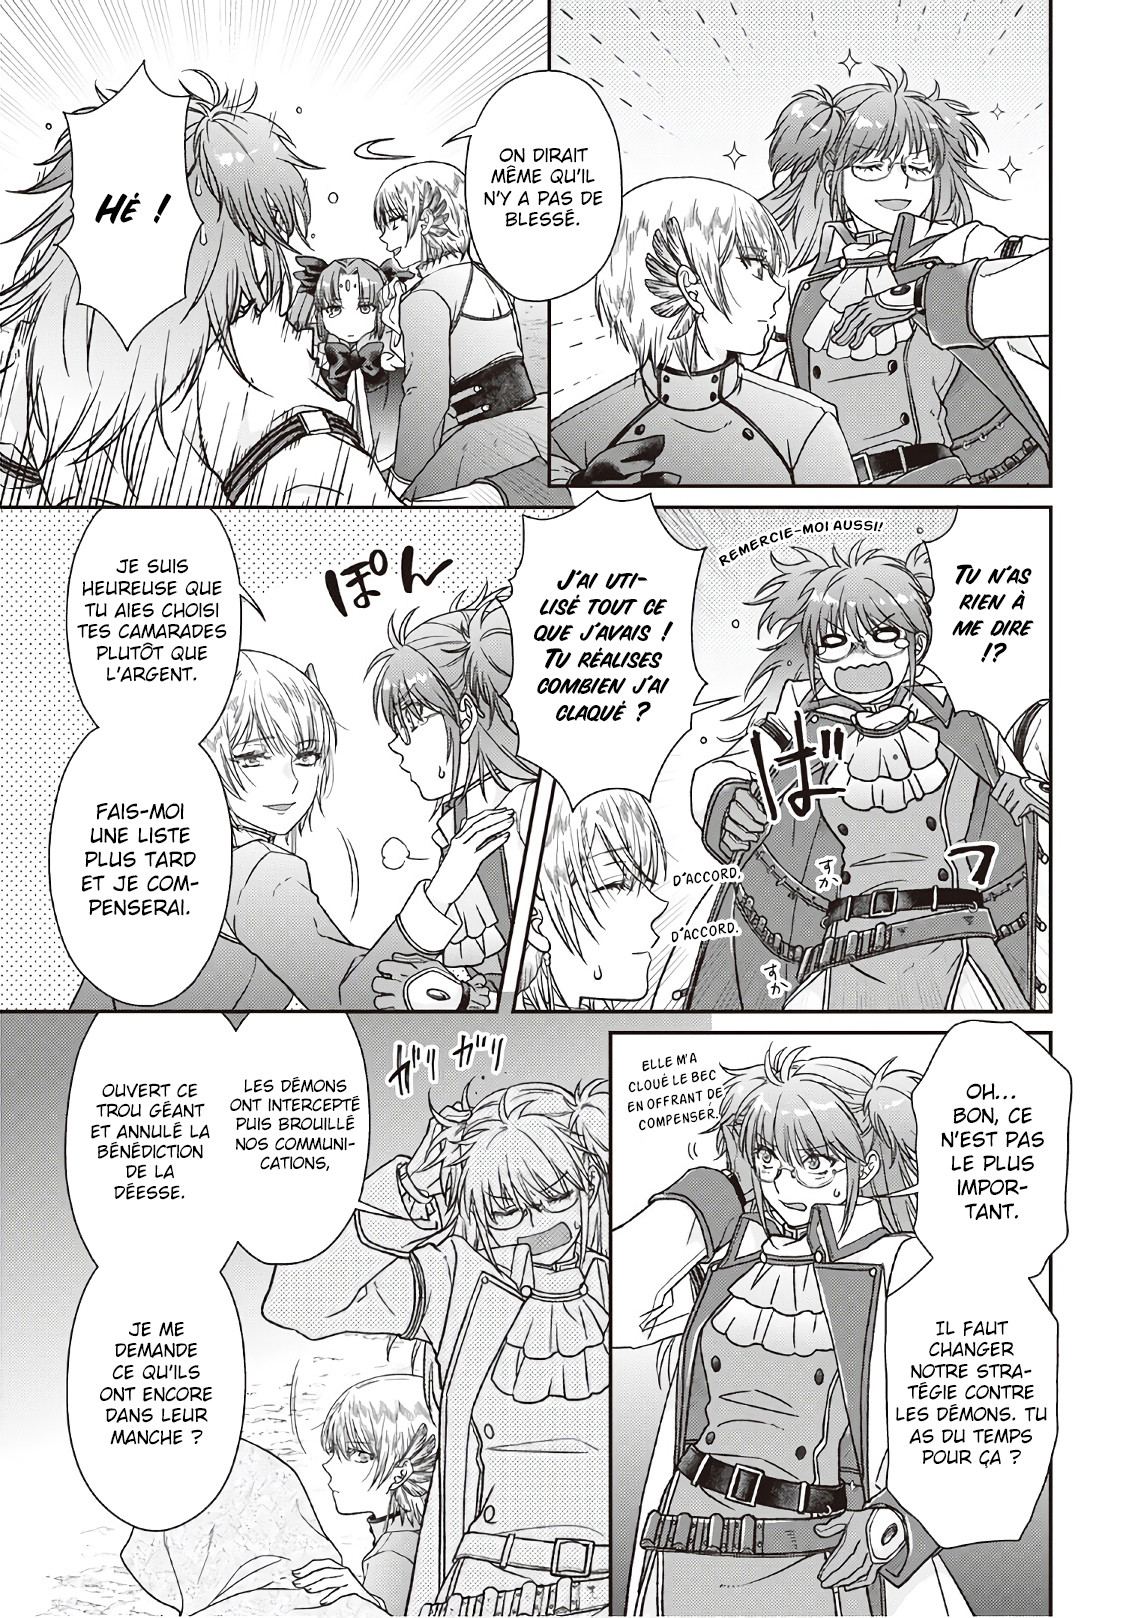 ON DIRAIT
MÊME QU'IL
N'Y A PAS DE
BLESSÉ.
HÉ !
TU N'AS
RIEN À
ME DIRE
!?
REMERCIE-MOI AUSSI!
ば
フ
すか
すか
J'AI UTI-
LISÉ TOUT CE
QUE J'AVAIS !
TU RÉALISES
COMBIEN J'AI
CLAQUÉ ?
D'ACCORD,
D'ACCORD.
ぽん
JE SUIS
HEUREUSE QUE
TU AIES CHOISI
TES CAMARADES
PLUTÔT QUE
L'ARGENT.
FAIS-MOI
UNE LISTE
PLUS TARD
ET JE COM-
PENSERAI.
OH...
BON, CE
N'EST PAS
LE PLUS
IMPOR-
TANT.
ELLE M'A
CLOUÉ LE BEC
EN OFFRANT DE
COMPENSER.
IL FAUT
CHANGER
NOTRE STRA-
TÉGIE CONTRE
LES DÉMONS. TU
AS DU TEMPS
POUR ÇA ?
ガリ ガリ
LES DÉMONS
ONT INTERCEPTÉ
PUIS BROUILLÉ
NOS COMMUNI-
CATIONS,
OUVERT CE
TROU GÉANT
ET ANNULÉ LA
BÉNÉDICTION
DE LA
DÉESSE.
JE ME
DEMANDE
CE QU'ILS
ONT ENCORE
DANS LEUR
MANCHE ?